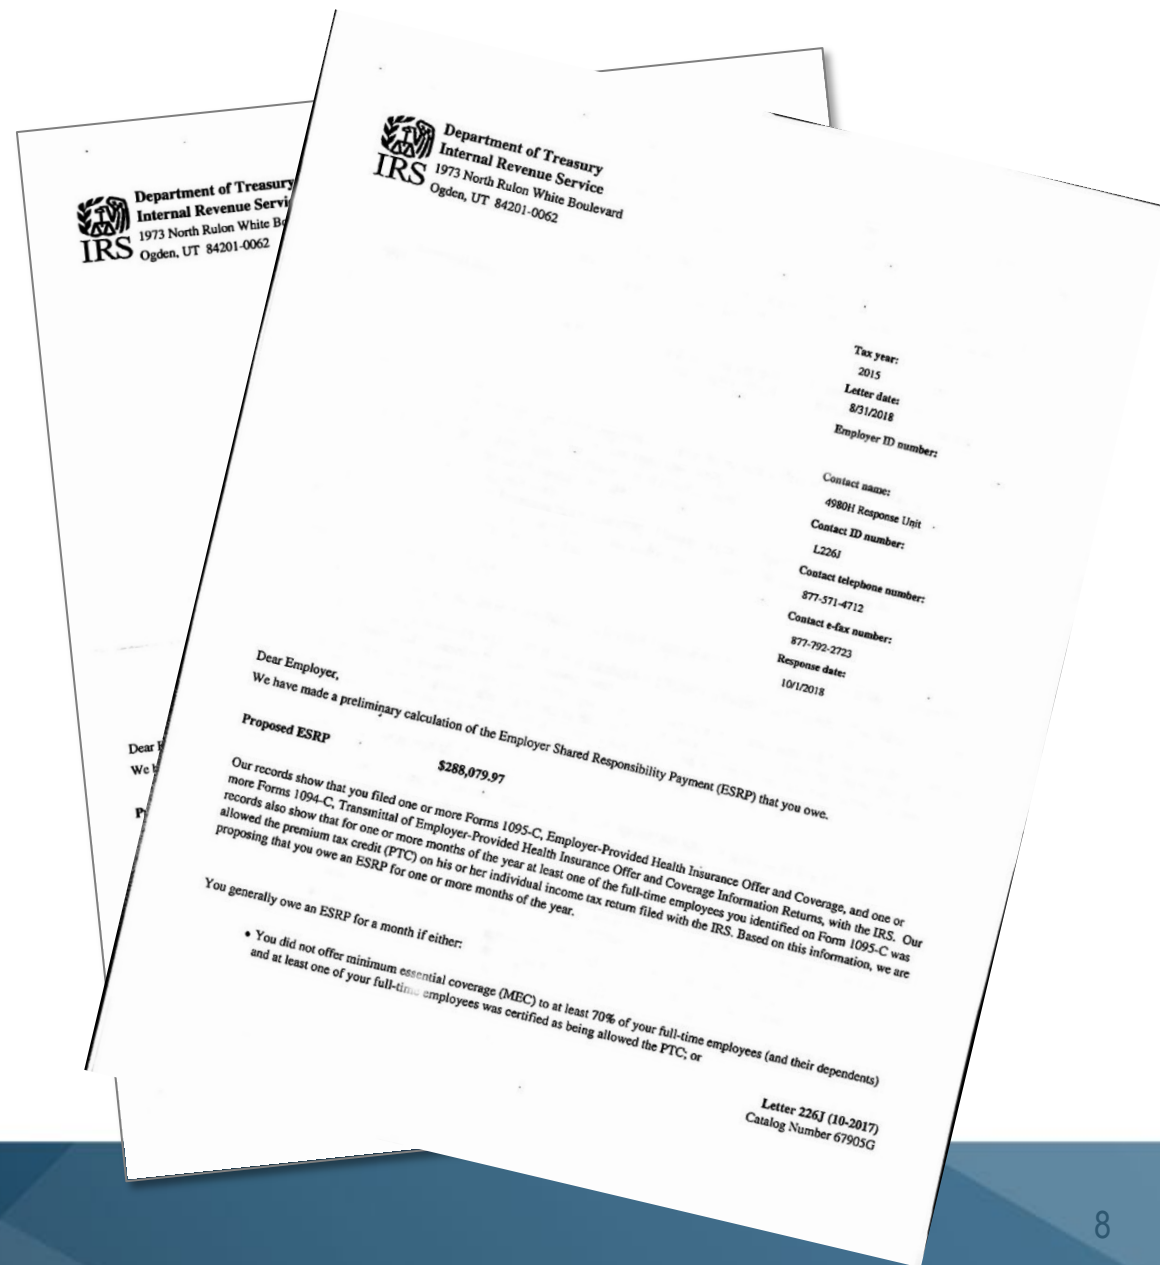 Department of Treasury
Internal Revenue Servi
1973 North Rulon White Bo
Ogden, UT 84201-0062
IRS
Dear
We
P
IRS
Department of Treasury
Internal Revenue Service
1973 North Rulon White Boulevard
Ogden, UT 84201-0062
Tax year:
2015
Letter date:
8/31/2018
Employer ID number:
Contact name:
4980H Response Unit
Contact ID number:
L226J
Contact telephone number:
877-571-4712
Contact e-fax number:
877-792-2723
Response date:
10/1/2018
Dear Employer,
We have made a preliminary calculation of the Employer Shared Responsibility Payment (ESRP) that you owe.
Proposed ESRP
$288,079.97
Our records show that you filed one or more Forms 1095-C, Employer-Provided Health Insurance Offer and Coverage, and one or
more Forms 1094-C, Transmittal of Employer-Provided Health Insurance Offer and Coverage Information Returns, with the IRS. Our
records also show that for one or more months of the year at least one of the full-time employees you identified on Form 1095-C was
allowed the premium tax credit (PTC) on his or her individual income tax return filed with the IRS. Based on this information, we are
proposing that you owe an ESRP for one or more months of the year.
You generally owe an ESRP for a month if either:
• You did not offer minimum essential coverage (MEC) to at least 70% of your full-time employees (and their dependents)
and at least one of your full-time employees was certified as being allowed the PTC; or
Letter 226J (10-2017)
Catalog Number 67905G
8